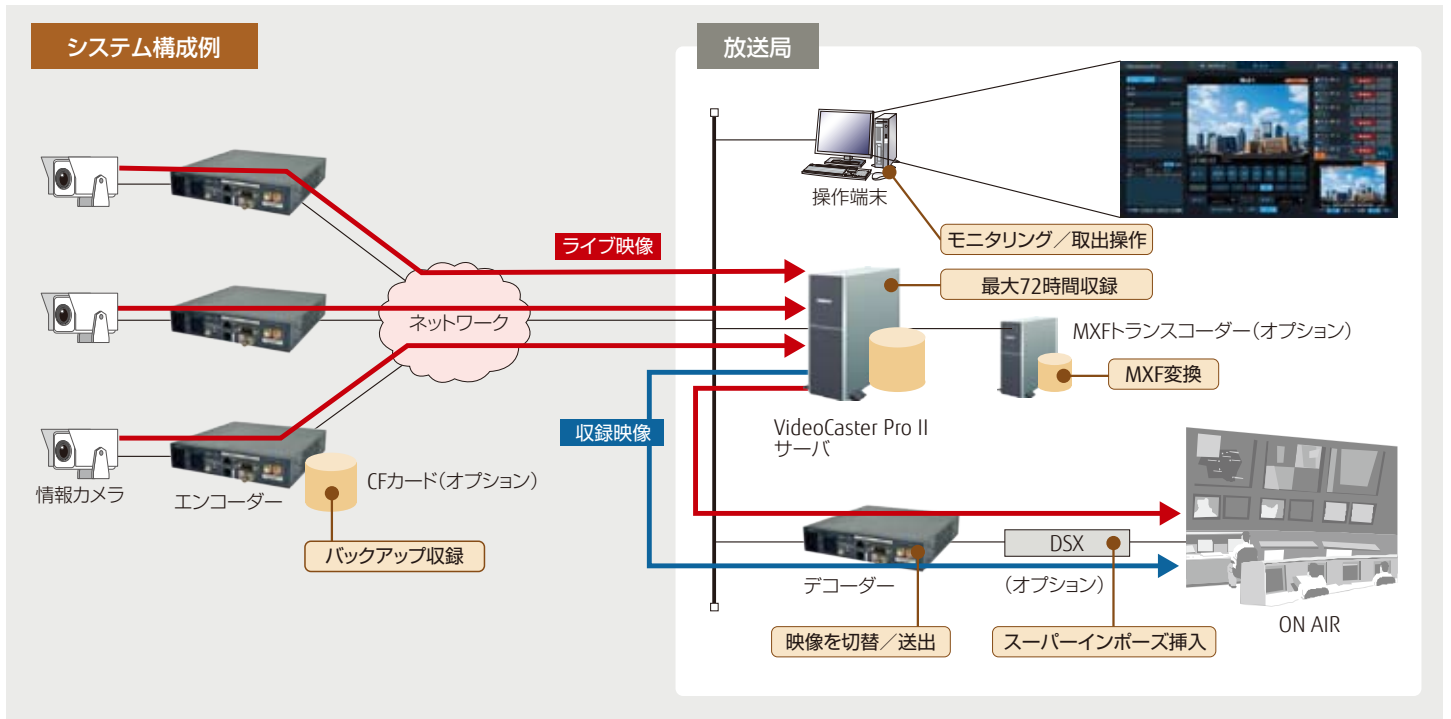 システム構成例
放送局
操作端末
モニタリング／取出操作
ライブ映像
最大72時間収録
ネットワーク
MXFトランスコーダー（オプション）
MXF変換
収録映像
VideoCaster Pro II
サーバ
情報カメラ
エンコーダー
CFカード（オプション）
バックアップ収録
DSX
デコーダー
（オプション）
映像を切替／送出
スーパーインポーズ挿入
ON AIR